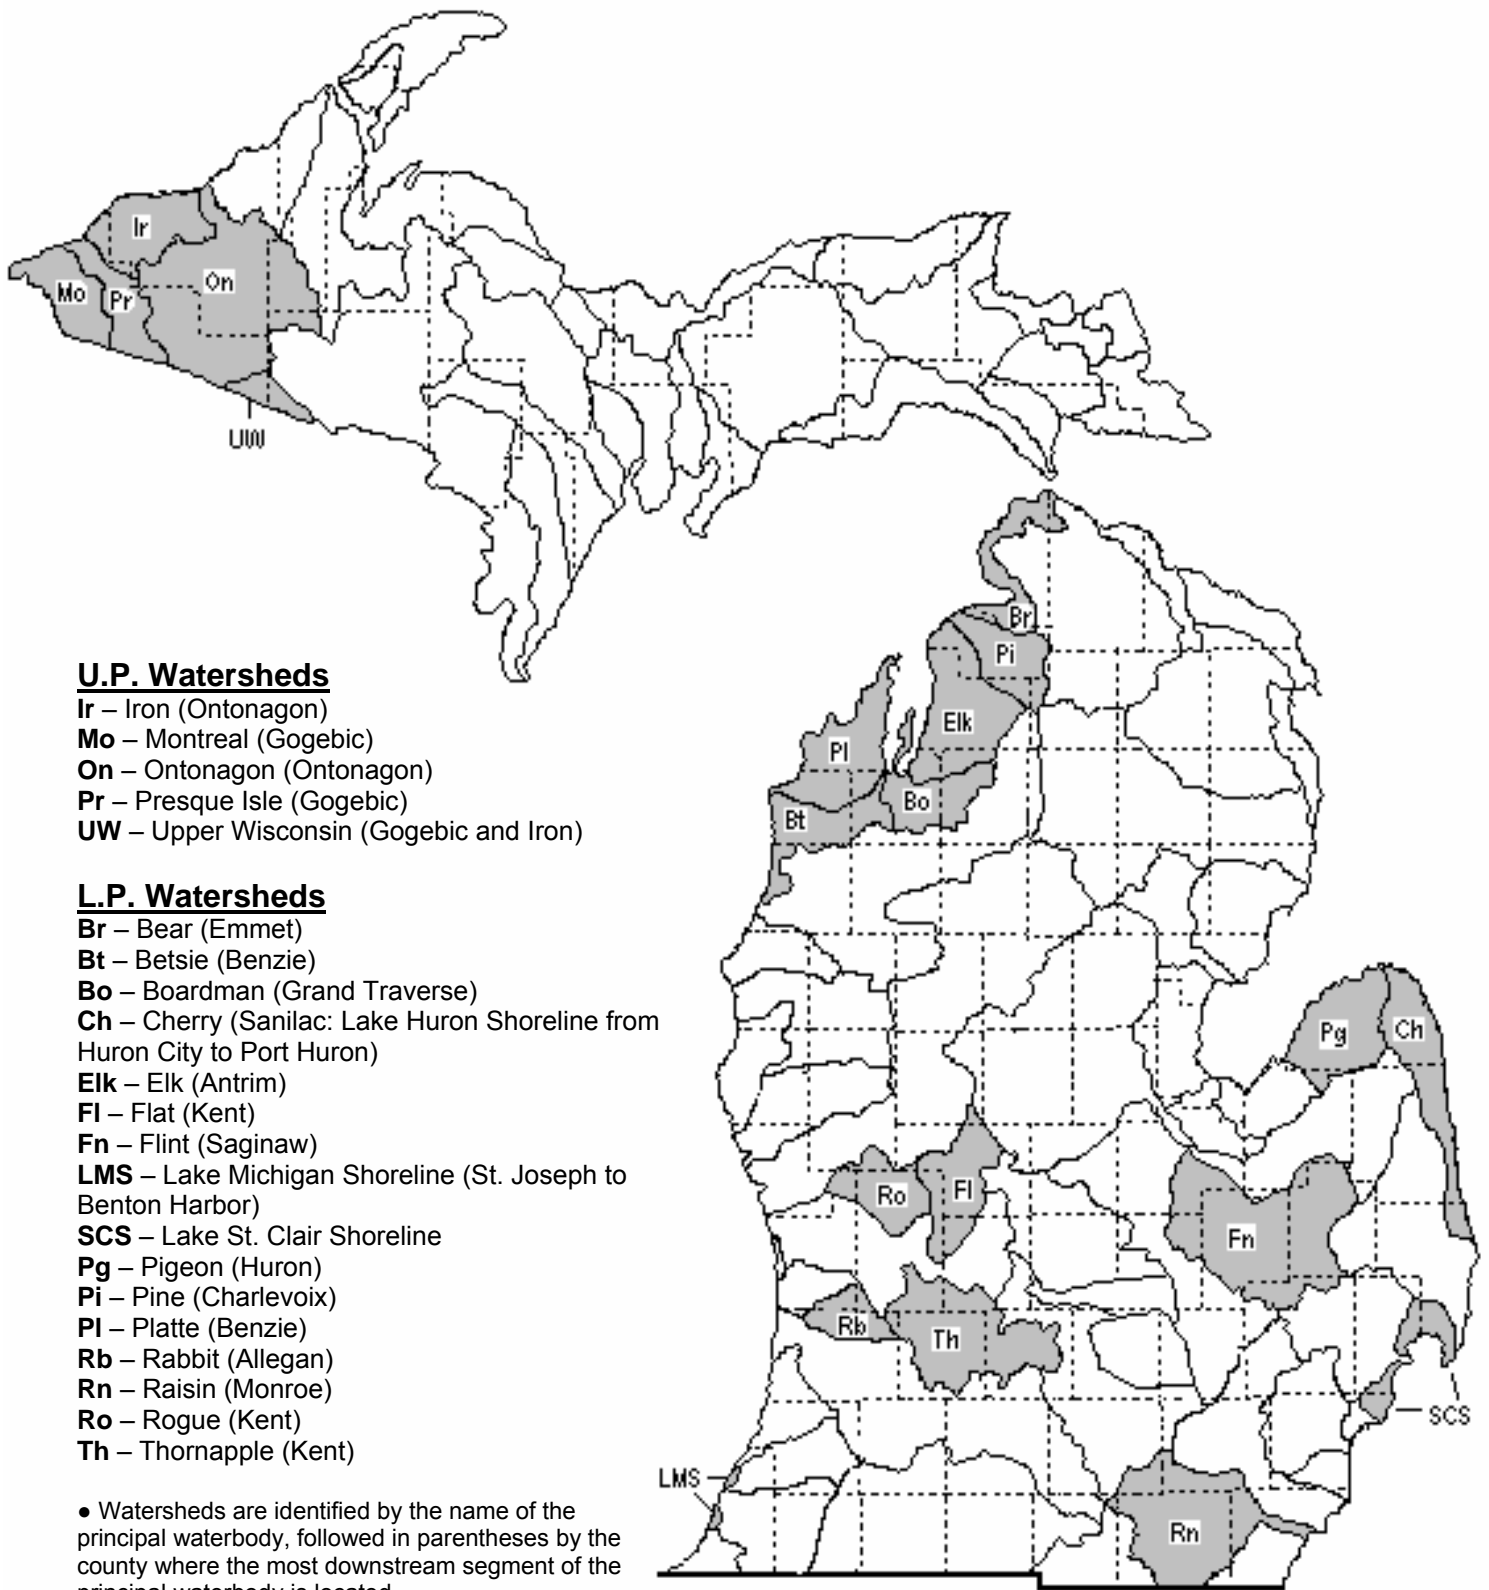 Ir
On
Mo
Pr
UW
Br
Pi
Elk
Pl
Bo
Bt
U.P. Watersheds
Ir – Iron (Ontonagon)
Mo – Montreal (Gogebic)
On – Ontonagon (Ontonagon)
Pr – Presque Isle (Gogebic)
UW – Upper Wisconsin (Gogebic and Iron)
L.P. Watersheds
Br – Bear (Emmet)
Bt – Betsie (Benzie)
Bo – Boardman (Grand Traverse)
Ch – Cherry (Sanilac: Lake Huron Shoreline from
Huron City to Port Huron)
Elk – Elk (Antrim)
Fl – Flat (Kent)
Fn – Flint (Saginaw)
LMS – Lake Michigan Shoreline (St. Joseph to
Benton Harbor)
SCS – Lake St. Clair Shoreline
Pg – Pigeon (Huron)
Pi – Pine (Charlevoix)
Pl – Platte (Benzie)
Rb – Rabbit (Allegan)
Rn – Raisin (Monroe)
Ro – Rogue (Kent)
Th – Thornapple (Kent)
Pg
Ch
Ro
Fl
Fn
Rb
Th
SCS
LMS
Rn
● Watersheds are identified by the name of the
principal waterbody, followed in parentheses by the
county where the most downstream segment of the
principal waterbody is located